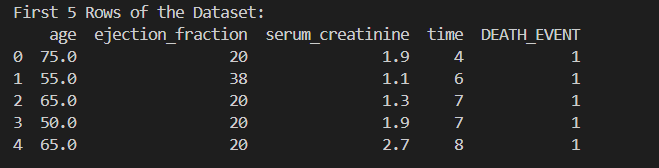 First 5 Rows of the Dataset:
age ejection_fraction serum_creatinine time DEATH_EVENT
0 75.0 20 1.9 4 1
1 55.0 38 1.1 6 1
2 65.0 20 1.3 7 1
3 50.0 20 1.9 7 1
4 65.0 20 2.7 8 1